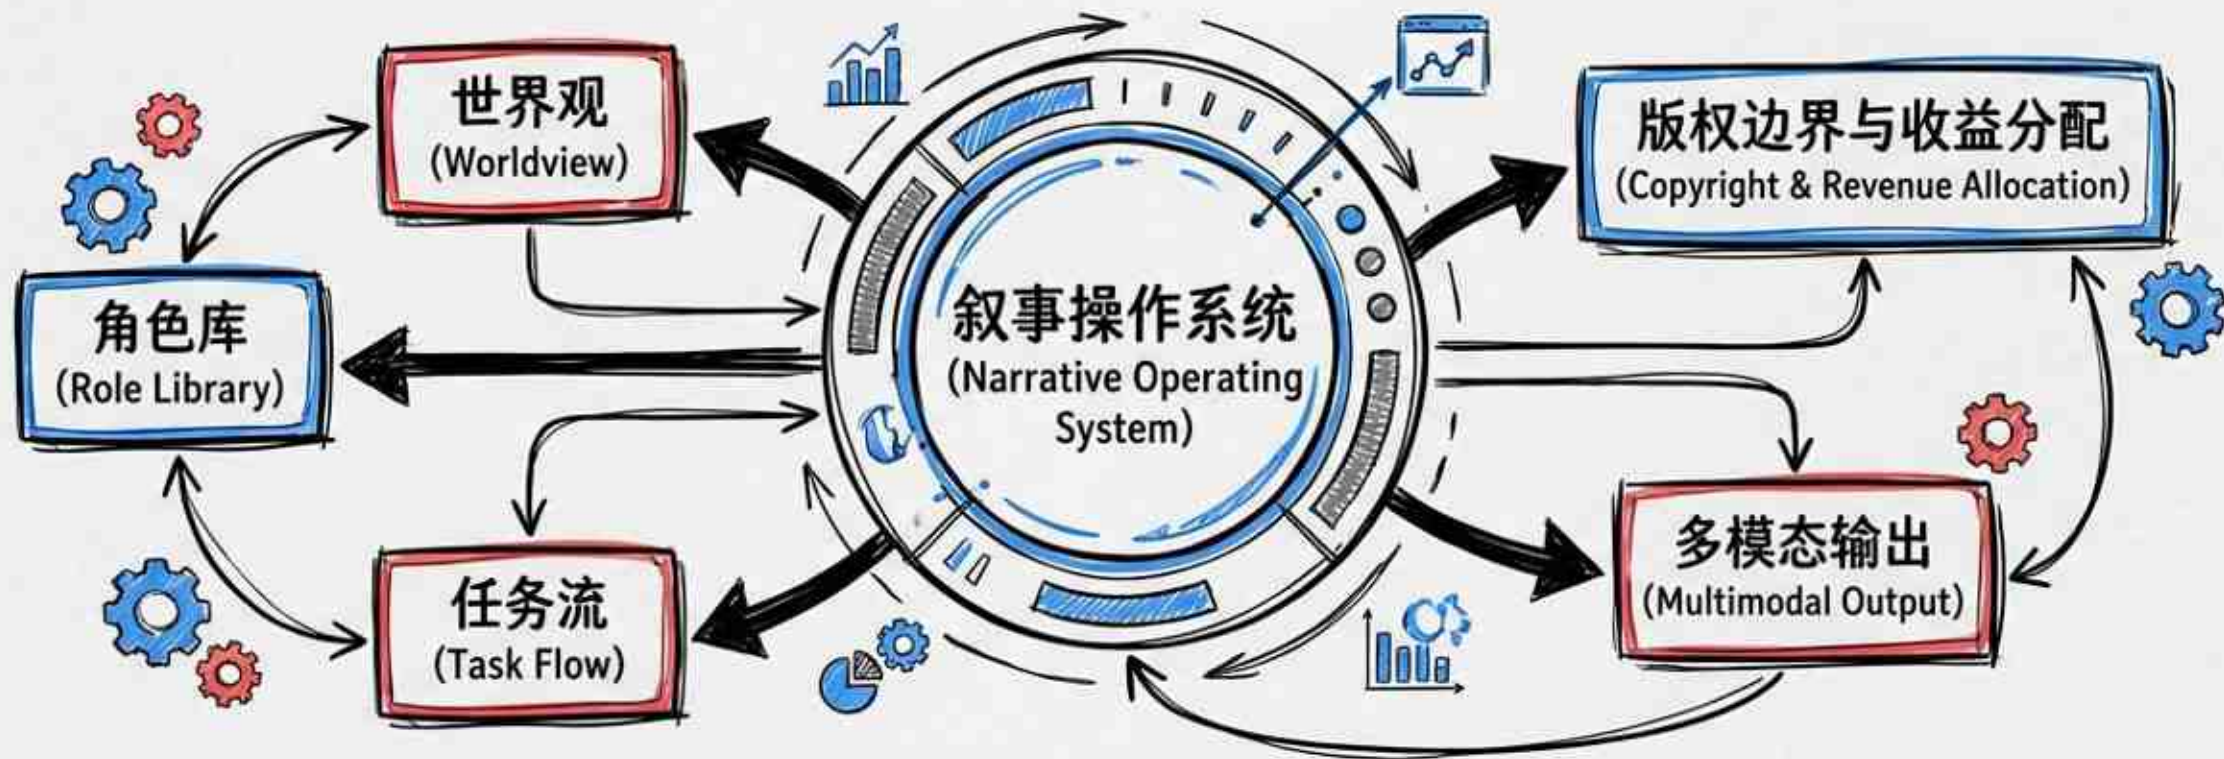 世界观
(Worldview)
角色库
(Role Library)
任务流
(Task Flow)
叙事操作系统
(Narrative Operating
System)
版权边界与收益分配
(Copyright & Revenue Allocation)
多模态输出
(Multimodal Output)